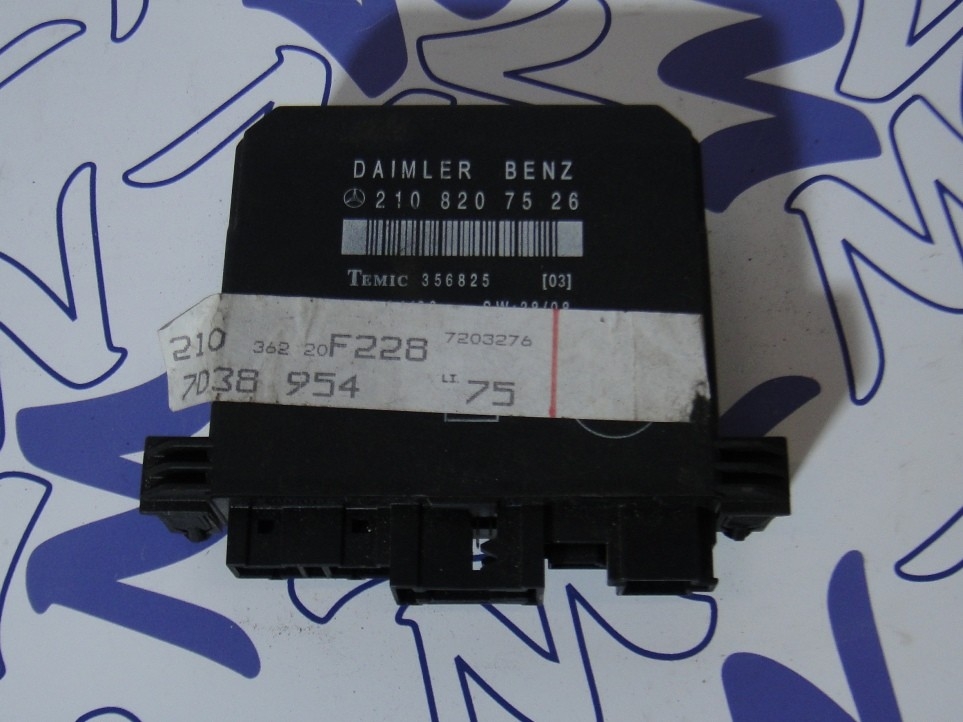 DAIMLER BENZ
210 820 75 26
TEMIC 356825 [03]
210 362 20 F228 7203276
7038 954 LI. 75